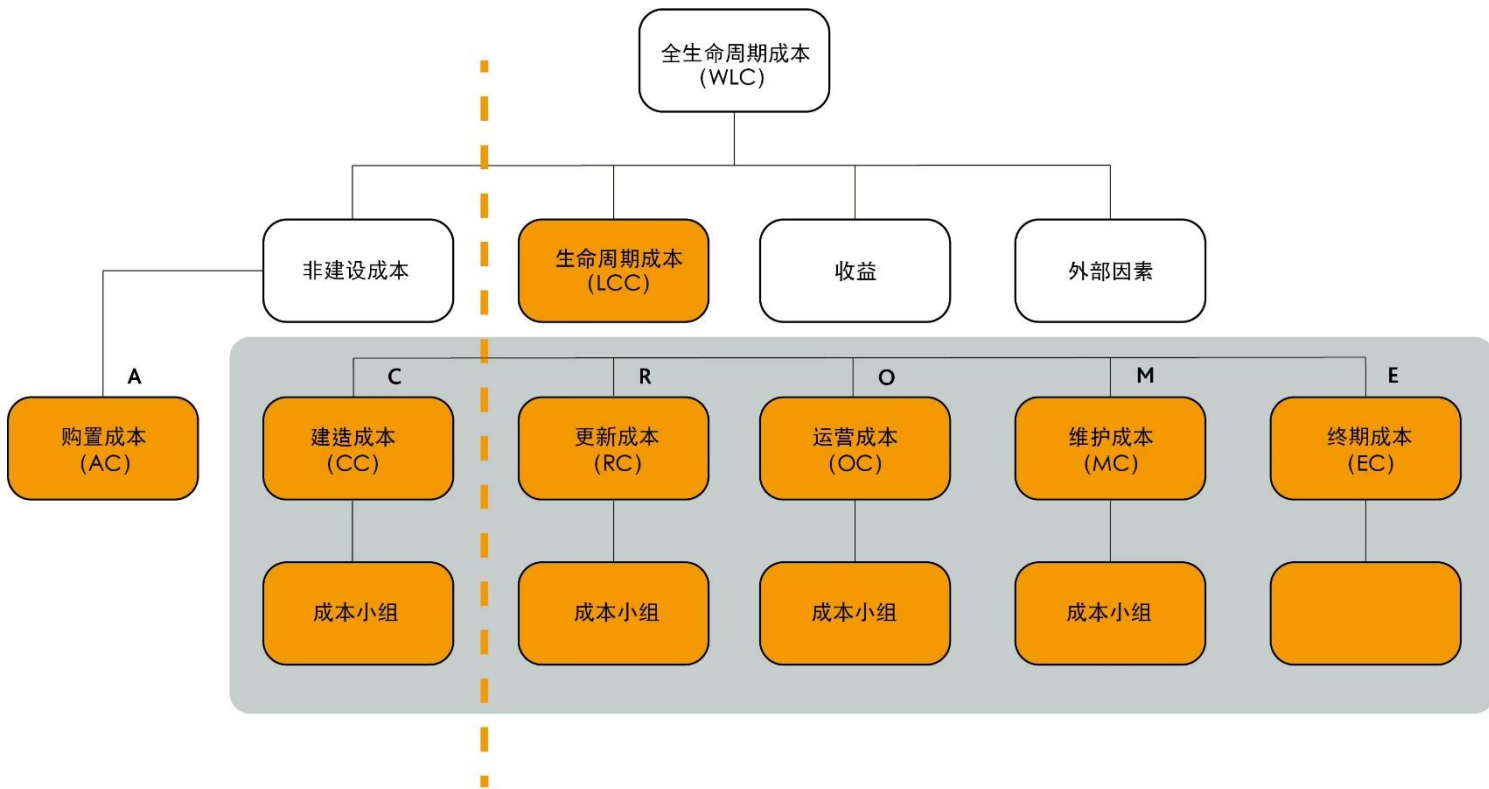 全生命周期成本
(WLC)
非建设成本
生命周期成本
(LCC)
收益
外部因素
A
C
R
O
M
E
购置成本
(AC)
建造成本
(CC)
更新成本
(RC)
运营成本
(OC)
维护成本
(MC)
终期成本
(EC)
成本小组
成本小组
成本小组
成本小组